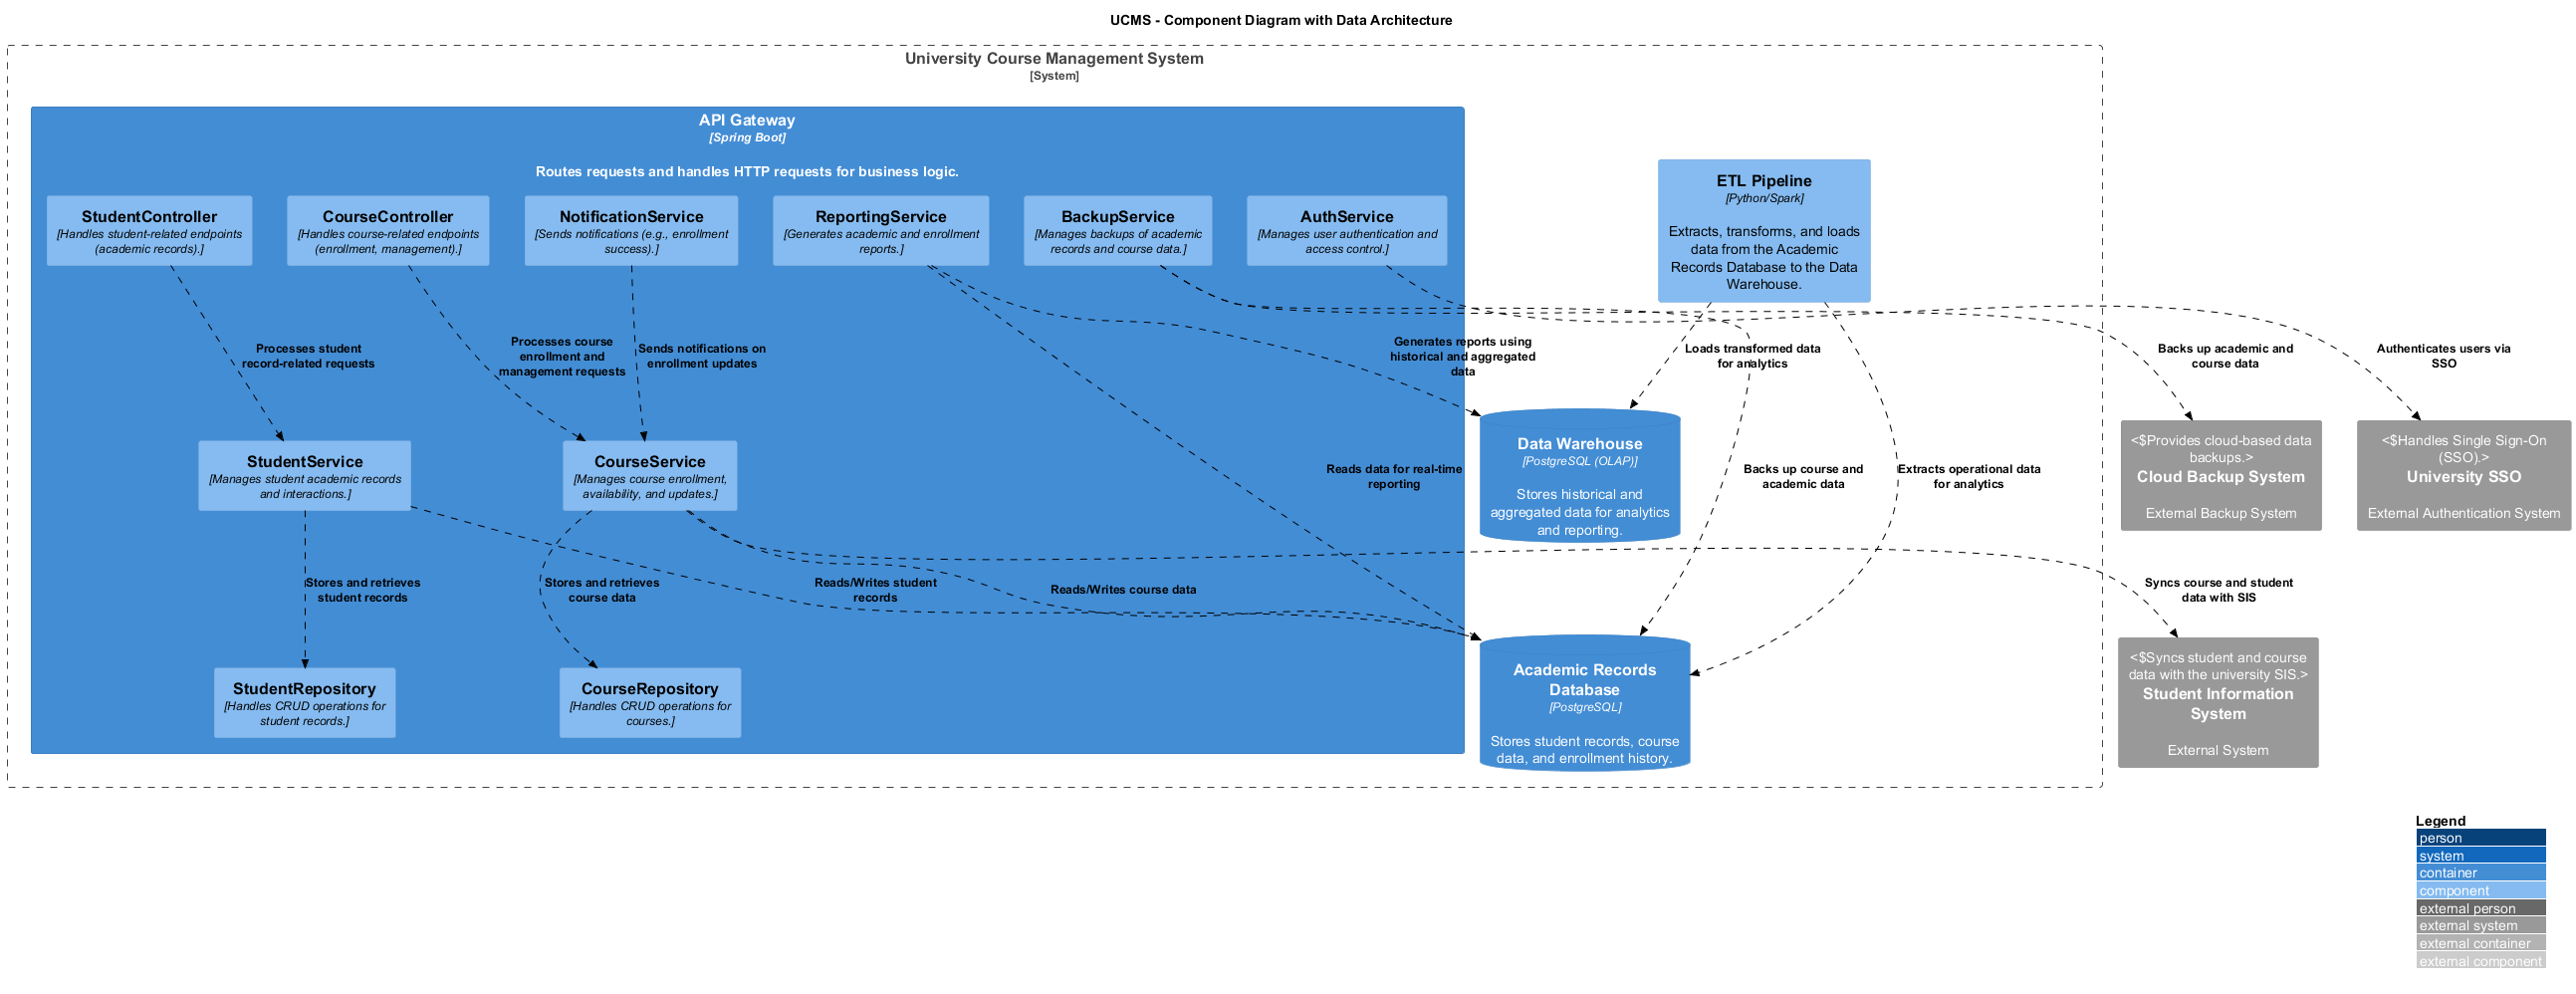 UCMS - Component Diagram with Data Architecture
University Course Management System
[System]
API Gateway
[Spring Boot]
Routes requests and handles HTTP requests for business logic.
StudentController
[Handles student-related endpoints
(academic records).]
CourseController
[Handles course-related endpoints
(enrollment, management).]
NotificationService
[Sends notifications (e.g., enrollment
success).]
ReportingService
[Generates academic and enrollment
reports.]
BackupService
[Manages backups of academic
records and course data.]
AuthService
[Manages user authentication and
access control.]
ETL Pipeline
[Python/Spark]
Extracts, transforms, and loads
data from the Academic
Records Database to the Data
Warehouse.
Processes student
record-related requests
Processes course
enrollment and
management requests
Sends notifications on
enrollment updates
Generates reports using
historical and aggregated
data
Loads transformed data
for analytics
Backs up academic and
course data
Authenticates users via
SSO
StudentService
[Manages student academic records
and interactions.]
CourseService
[Manages course enrollment,
availability, and updates.]
Reads data for real-time
reporting
Data Warehouse
[PostgreSQL (OLAP)]
Stores historical and
aggregated data for analytics
and reporting.
Backs up course and
academic data
Extracts operational data
for analytics
<$Provides cloud-based data
backups.>
Cloud Backup System
External Backup System
<$Handles Single Sign-On
(SSO).>
University SSO
External Authentication System
Stores and retrieves
student records
Stores and retrieves
course data
Reads/Writes student
records
Reads/Writes course data
Syncs course and student
data with SIS
StudentRepository
[Handles CRUD operations for
student records.]
CourseRepository
[Handles CRUD operations for
courses.]
Academic Records
Database
[PostgreSQL]
Stores student records, course
data, and enrollment history.
<$Syncs student and course
data with the university SIS.>
Student Information
System
External System
Legend
person
system
container
component
external person
external system
external container
external component